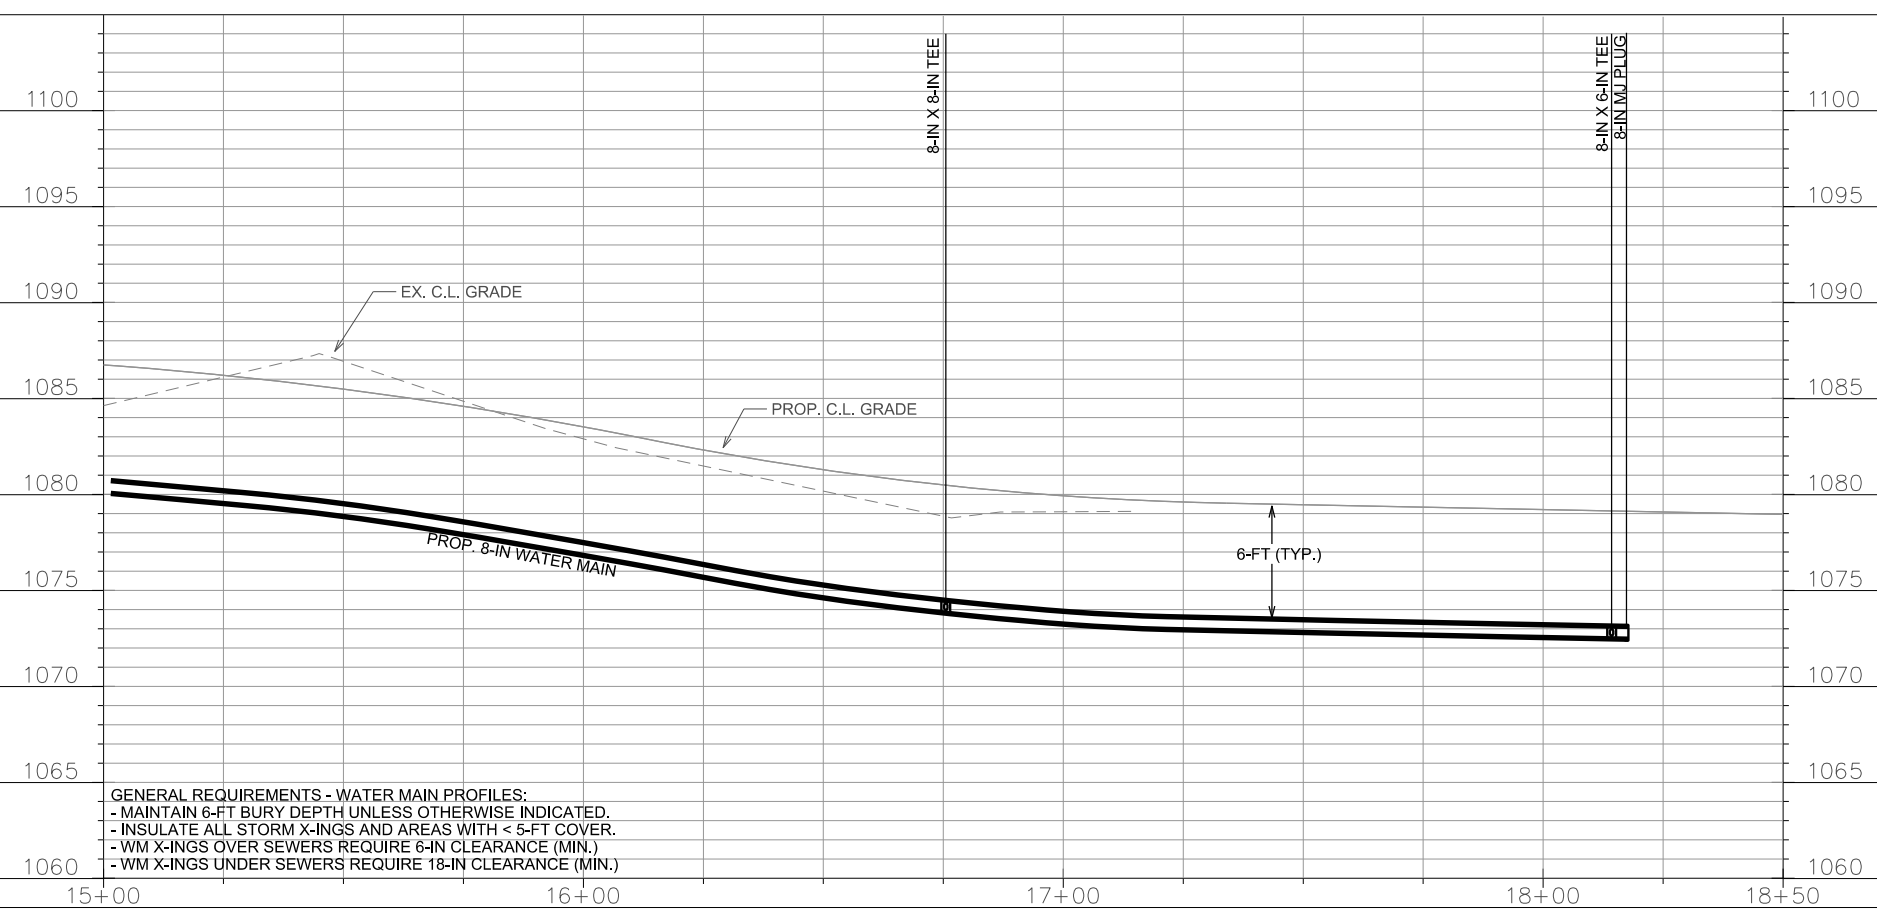 8-IN X 8-IN TEE
8-IN X 6-IN TEE
8-IN MJ PLUG
1100
1100
1095
1095
1090
1090
EX. C.L. GRADE
1085
1085
PROP. C.L. GRADE
1080
1080
PROP. 8-IN WATER MAIN
6-FT (TYP.)
1075
1075
1070
1070
1065
1065
GENERAL REQUIREMENTS - WATER MAIN PROFILES:
- MAINTAIN 6-FT BURY DEPTH UNLESS OTHERWISE INDICATED.
- INSULATE ALL STORM X-INGS AND AREAS WITH < 5-FT COVER.
- WM X-INGS OVER SEWERS REQUIRE 6-IN CLEARANCE (MIN.)
- WM X-INGS UNDER SEWERS REQUIRE 18-IN CLEARANCE (MIN.)
1060
1060
15+00
16+00
17+00
18+00
18+50